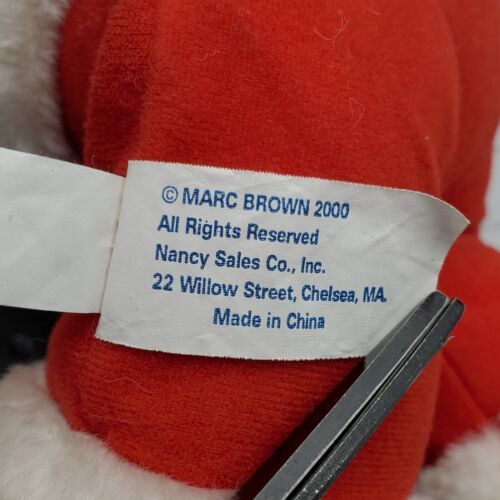 © MARC BROWN 2000
All Rights Reserved
Nancy Sales Co., Inc.
22 Willow Street, Chelsea, MA.
Made in China